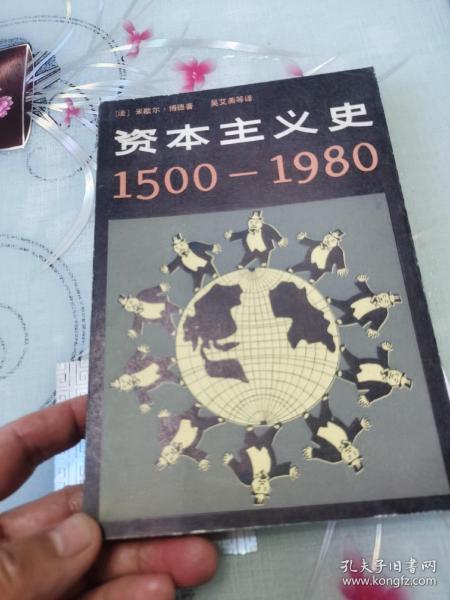 [法] 米歇尔·博德著 吴艾美等译
资本主义史
1500-1980
孔夫子旧书网
www.kongfz.com